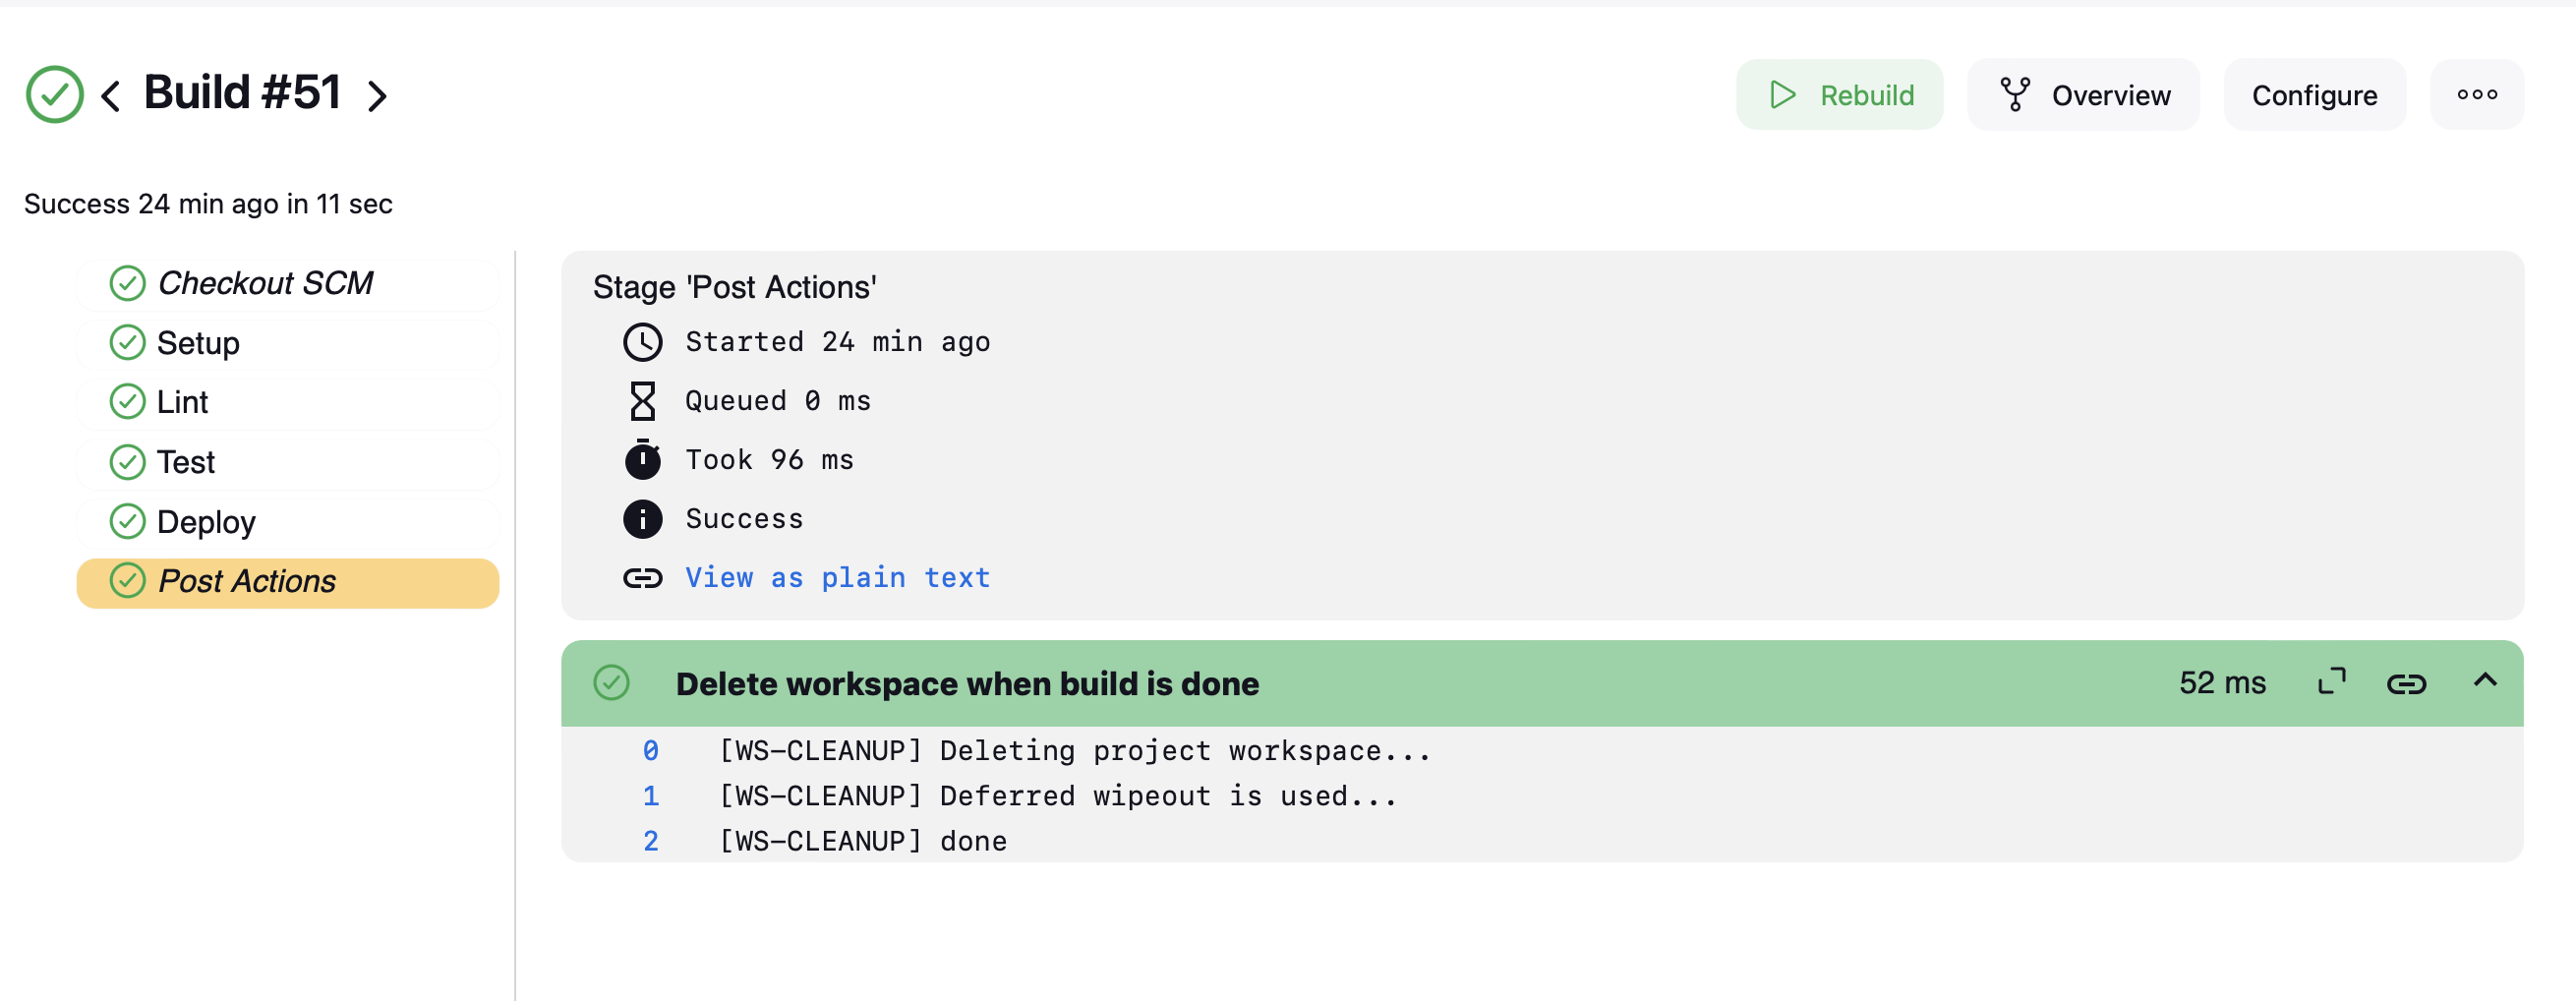 Build #51
Rebuild
Overview
Configure
Success 24 min ago in 11 sec
Checkout SCM
Setup
Lint
Test
Deploy
Post Actions
Stage 'Post Actions'
Started 24 min ago
Queued 0 ms
Took 96 ms
Success
View as plain text
Delete workspace when build is done
52 ms
0 [WS-CLEANUP] Deleting project workspace...
1 [WS-CLEANUP] Deferred wipeout is used...
2 [WS-CLEANUP] done